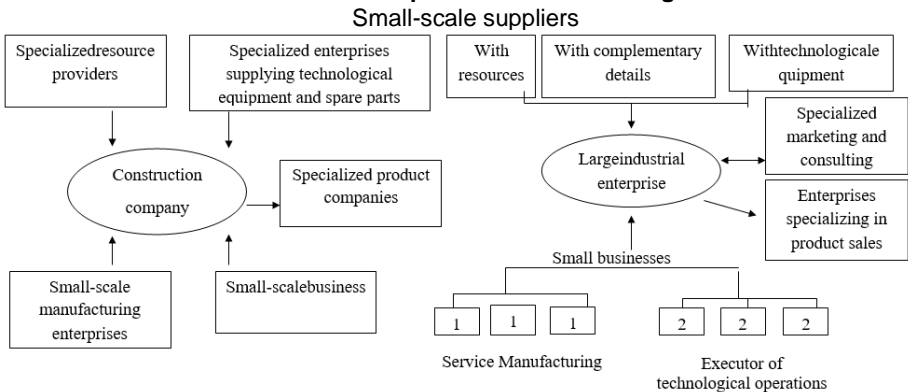 Small-scale suppliers
Specializedresource
providers
Specialized enterprises
supplying technological
equipment and spare parts
With
resources
With complementary
details
Withtechnologicale
quipment
Construction
company
Specialized product
companies
Largeindustrial
enterprise
Specialized
marketing and
consulting
Enterprises
specializing in
product sales
Small-scale
manufacturing
enterprises
Small-scalebusiness
Small businesses
1
1
1
2
2
2
Service Manufacturing
Executor of
technological operations